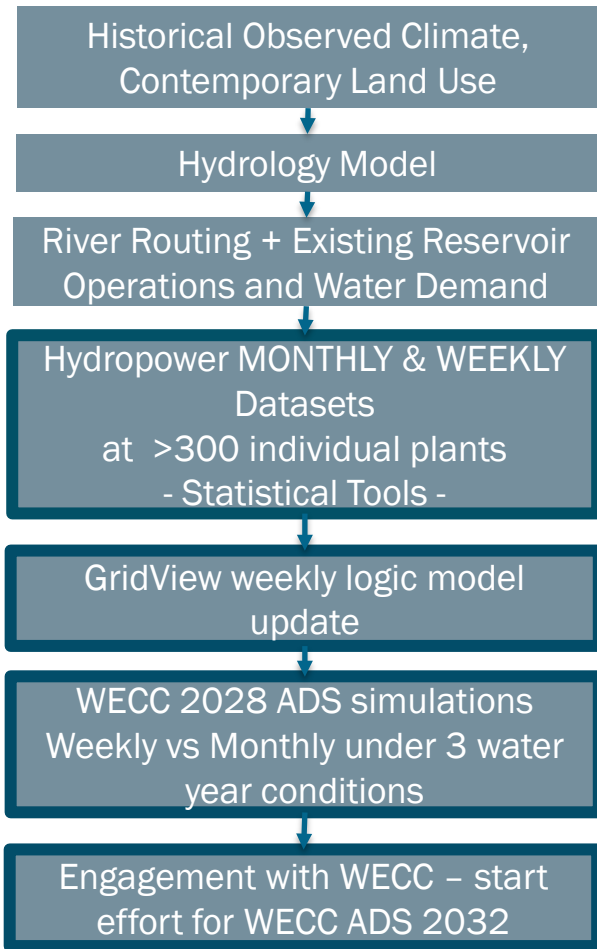 Historical Observed Climate,
Contemporary Land Use
Hydrology Model
River Routing + Existing Reservoir
Operations and Water Demand
Hydropower MONTHLY & WEEKLY
Datasets
at >300 individual plants
- Statistical Tools -
GridView weekly logic model
update
WECC 2028 ADS simulations
Weekly vs Monthly under 3 water
year conditions
Engagement with WECC – start
effort for WECC ADS 2032